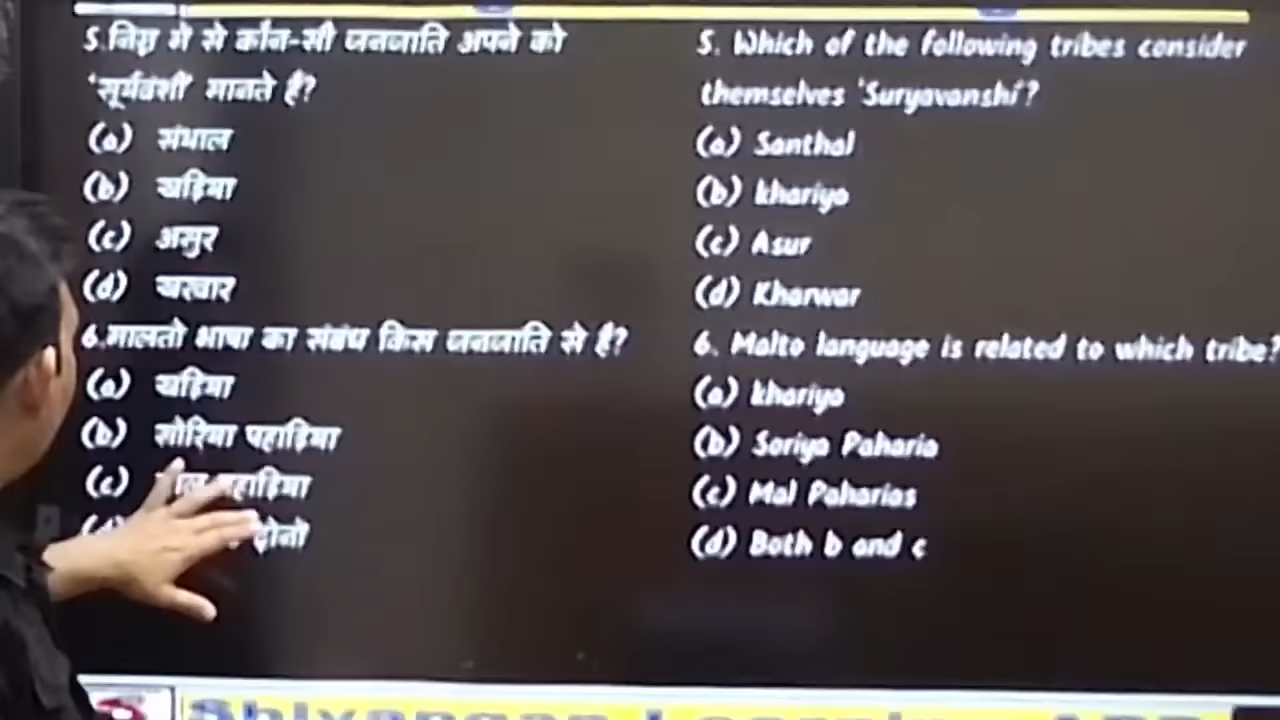 5.निम्न में से कौन-सी जनजाति अपने को
'सूर्यवंशी' मानते हैं?
(a) संथाल
(b) खड़िया
(c) असुर
(d) खरवार
6.मालतो भाषा का संबंध किस जनजाति से है?
(a) खड़िया
(b) सोरिया पहाड़िया
(c) पहाड़िया
दोनों
5. Which of the following tribes consider
themselves 'Suryavanshi'?
(a) Santhal
(b) khariya
(c) Asur
(d) Kharwar
6. Malto language is related to which tribe?
(a) khariya
(b) Soriya Paharia
(c) Mal Paharias
(d) Both b and c